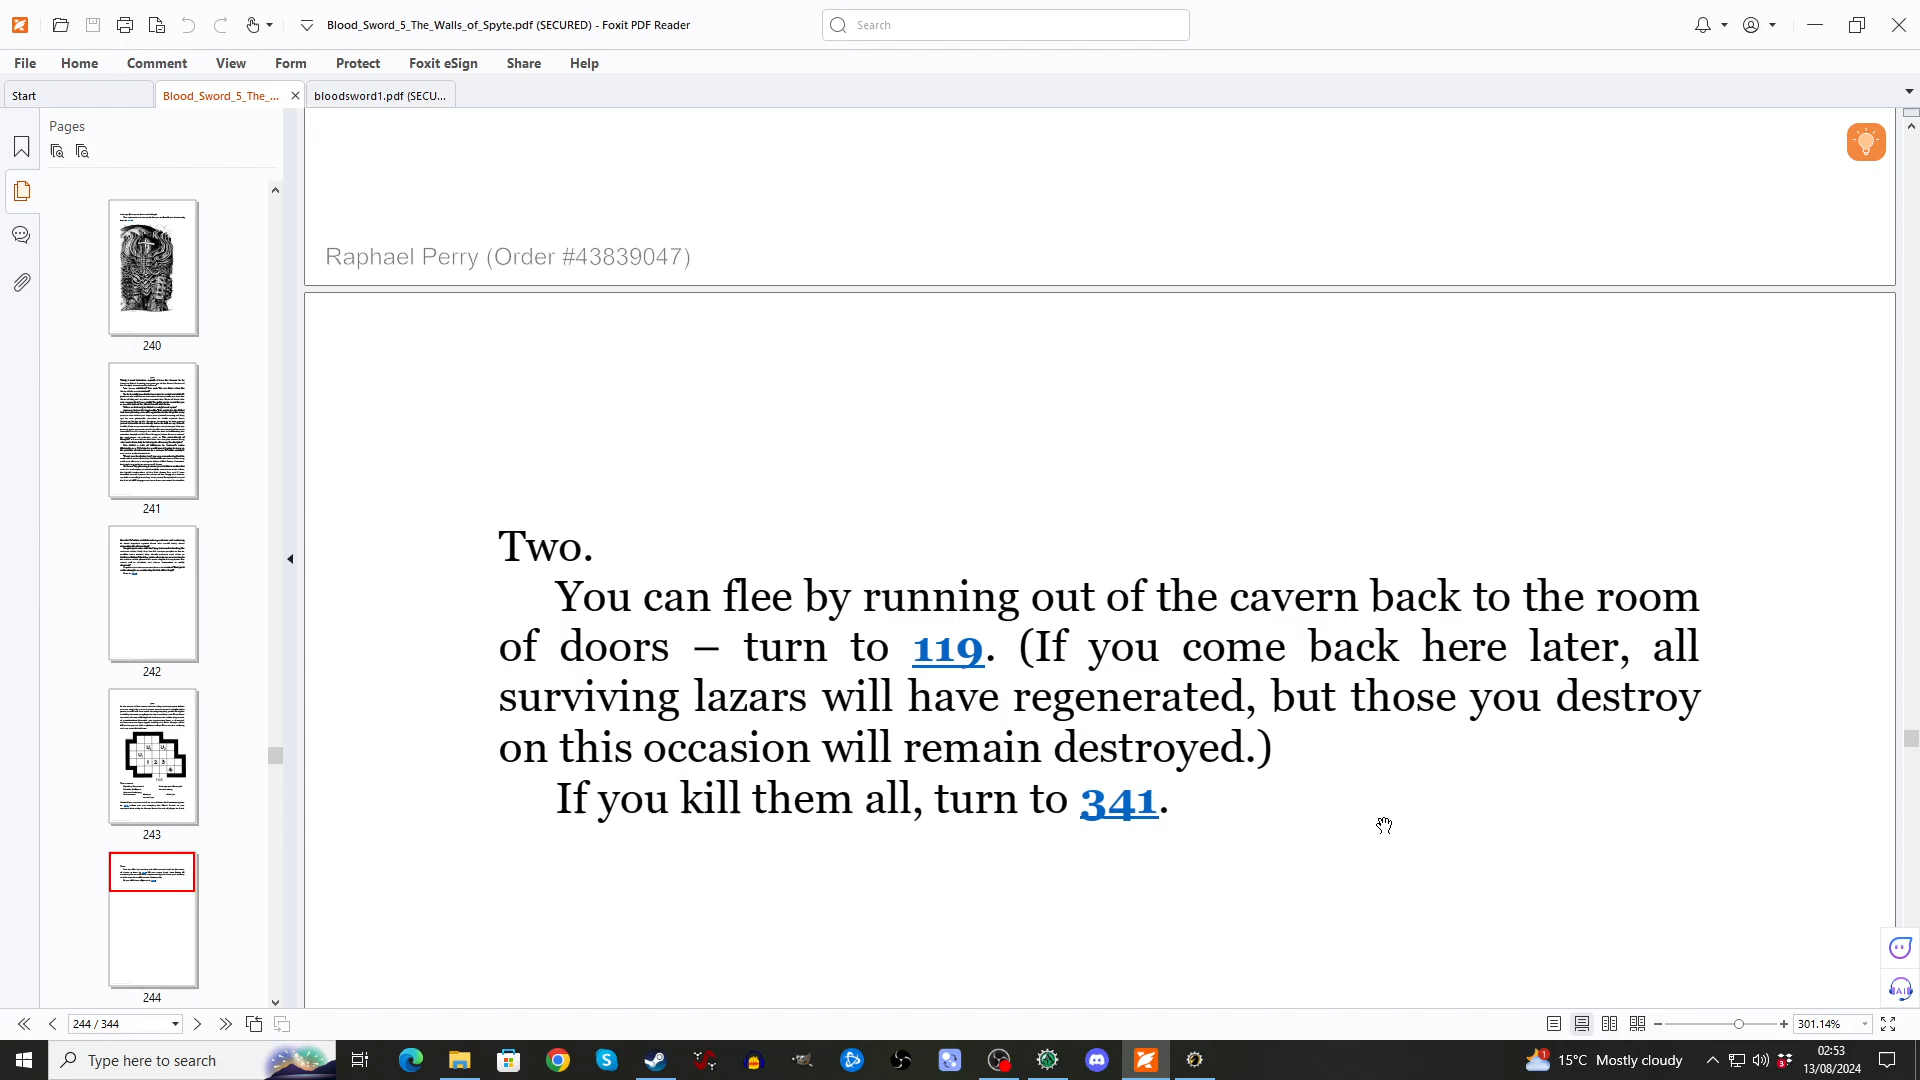 Blood_Sword_5_The_Walls_of_Spyte.pdf (SECURED) - Foxit PDF Reader
Search
File Home Comment View Form Protect Foxit eSign Share Help
Start Blood_Sword_5_The_... bloodsword1.pdf (SECU...
Pages
240
241
242
243
244
Raphael Perry (Order #43839047)
Two.
You can flee by running out of the cavern back to the room
of doors – turn to 119. (If you come back here later, all
surviving lazars will have regenerated, but those you destroy
on this occasion will remain destroyed.)
If you kill them all, turn to 341.
AI
244 / 344
301.14%
Type here to search
15°C Mostly cloudy
02:53
13/08/2024